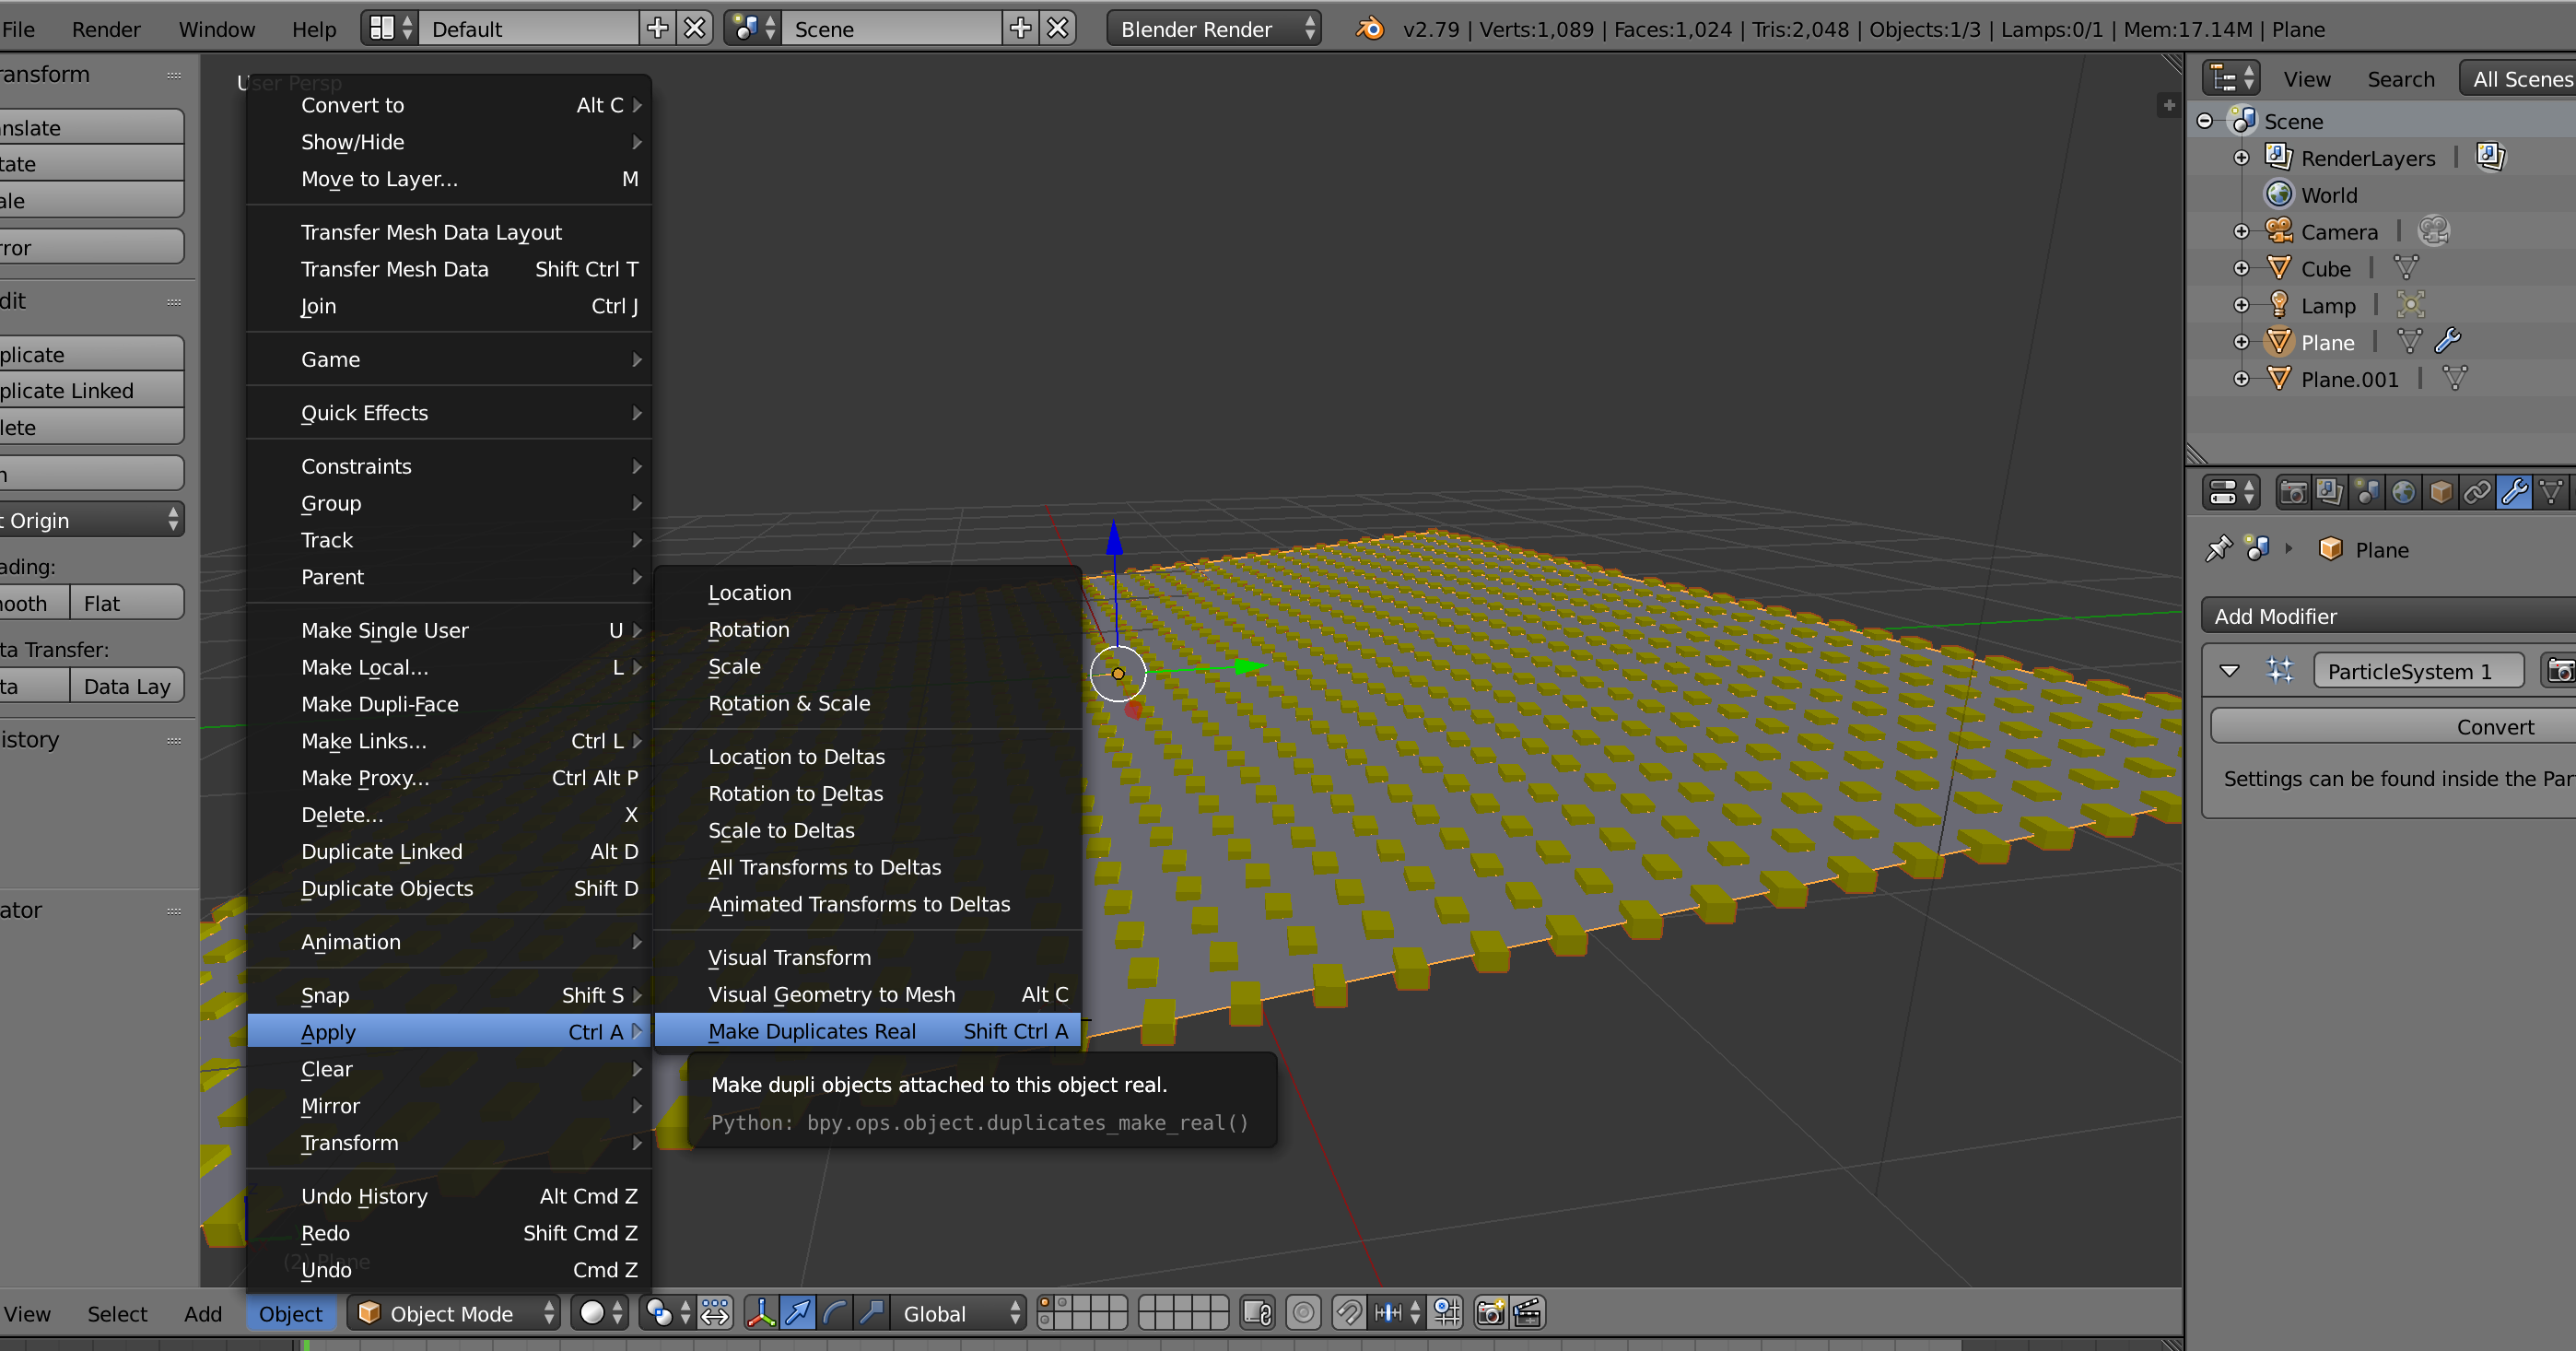 File Render Window Help Default Scene Blender Render v2.79 | Verts:1,089 | Faces:1,024 | Tris:2,048 | Objects:1/3 | Lamps:0/1 | Mem:17.14M | Plane
ransform
anslate
tate
ale
rror
dit
plicate
plicate Linked
lete
n
t Origin
ading:
ooth Flat
ta Transfer:
ta Data Lay
istory
ator
User Persp
Convert to Alt C
Show/Hide
Move to Layer... M
Transfer Mesh Data Layout
Transfer Mesh Data Shift Ctrl T
Join Ctrl J
Game
Quick Effects
Constraints
Group
Track
Parent
Make Single User U
Make Local... L
Make Dupli-Face
Make Links... Ctrl L
Make Proxy... Ctrl Alt P
Delete... X
Duplicate Linked Alt D
Duplicate Objects Shift D
Animation
Snap Shift S
Apply Ctrl A
Clear
Mirror
Transform
Undo History Alt Cmd Z
Redo Shift Cmd Z
Undo Cmd Z
(2) Plane
Location
Rotation
Scale
Rotation & Scale
Location to Deltas
Rotation to Deltas
Scale to Deltas
All Transforms to Deltas
Animated Transforms to Deltas
Visual Transform
Visual Geometry to Mesh Alt C
Make Duplicates Real Shift Ctrl A
Make dupli objects attached to this object real.
Python: bpy.ops.object.duplicates_make_real()
View Search All Scenes
Scene
RenderLayers |
World
Camera |
Cube |
Lamp |
Plane |
Plane.001 |
Plane
Add Modifier
ParticleSystem 1
Convert
Settings can be found inside the Par
View Select Add Object Object Mode Global